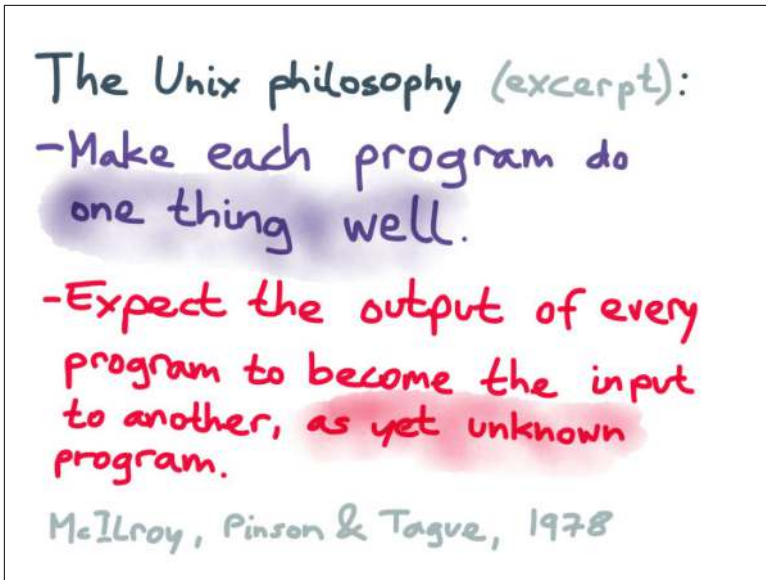 The Unix philosophy (excerpt):
-Make each program do
one thing well.
-Expect the output of every
program to become the input
to another, as yet unknown
program.
McIlroy, Pinson & Tague, 1978